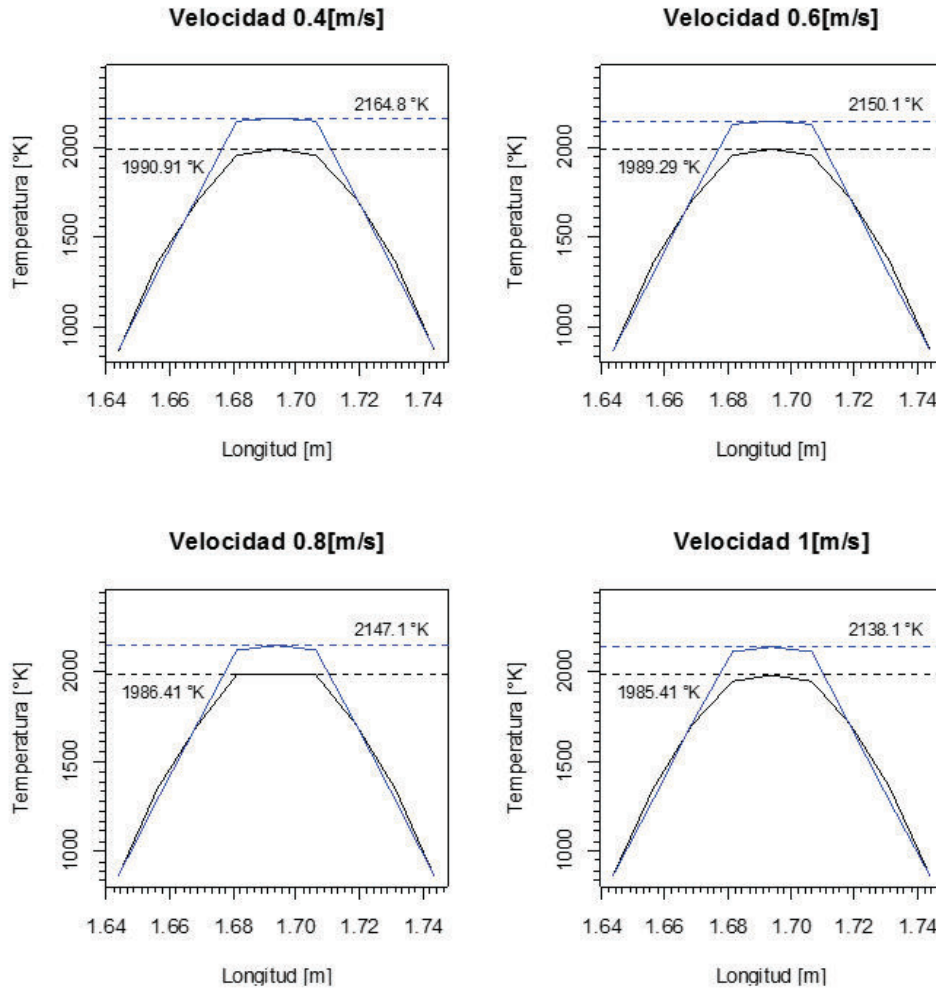 Velocidad 0.4[m/s]
Temperatura [°K]
2000
1500
1000
2164.8 °K
1990.91 °K
1.64 1.66 1.68 1.70 1.72 1.74
Longitud [m]
Velocidad 0.6[m/s]
Temperatura [°K]
2000
1500
1000
2150.1 °K
1989.29 °K
1.64 1.66 1.68 1.70 1.72 1.74
Longitud [m]
Velocidad 0.8[m/s]
Temperatura [°K]
2000
1500
1000
2147.1 °K
1986.41 °K
1.64 1.66 1.68 1.70 1.72 1.74
Longitud [m]
Velocidad 1[m/s]
Temperatura [°K]
2000
1500
1000
2138.1 °K
1985.41 °K
1.64 1.66 1.68 1.70 1.72 1.74
Longitud [m]